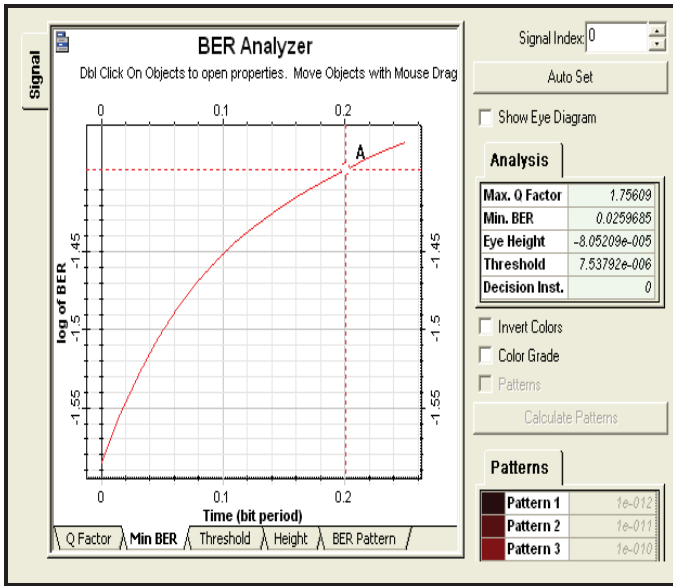 Signal
BER Analyzer
Dbl Click On Objects to open properties. Move Objects with Mouse Drag
0 0.1 0.2
A
log of BER
-1.45 -1.45
-1.5 -1.5
-1.55 -1.55
0 0.1 0.2
Time (bit period)
Q Factor Min BER Threshold Height BER Pattern
Signal Index: 0
Auto Set
Show Eye Diagram
Analysis
Max. Q Factor 1.75609
Min. BER 0.0259685
Eye Height -8.05209e-005
Threshold 7.53792e-006
Decision Inst. 0
Invert Colors
Color Grade
Patterns
Calculate Patterns
Patterns
Pattern 1 1e-012
Pattern 2 1e-011
Pattern 3 1e-010